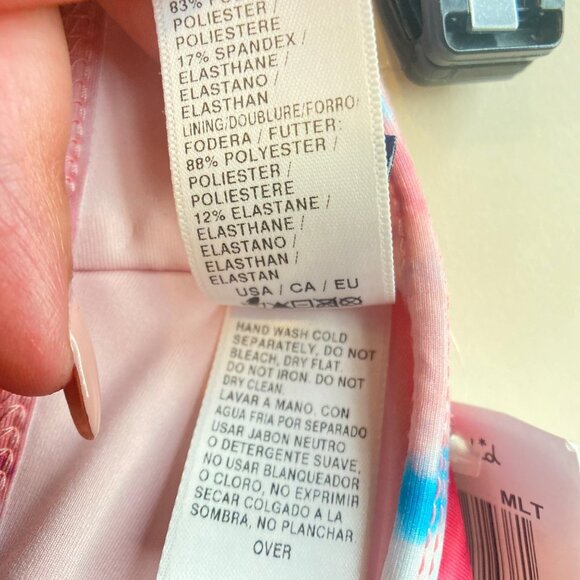 83%
POLIESTER /
POLIESTERE
17% SPANDEX /
ELASTHANE /
ELASTANO /
ELASTHAN
LINING/DOUBLURE/FORRO/
FODERA / FUTTER:
88% POLYESTER /
POLIESTER /
POLIESTERE
12% ELASTANE /
ELASTHANE /
ELASTANO /
ELASTHAN /
ELASTAN
USA / CA / EU
HAND WASH COLD
SEPARATELY, DO NOT
BLEACH, DRY FLAT.
DO NOT IRON. DO NOT
DRY CLEAN.
LAVAR A MANO, CON
AGUA FRIA POR SEPARADO
USAR JABON NEUTRO
O DETERGENTE SUAVE,
NO USAR BLANQUEADOR
O CLORO, NO EXPRIMIR
SECAR COLGADO A LA
SOMBRA, NO PLANCHAR
OVER
MLT